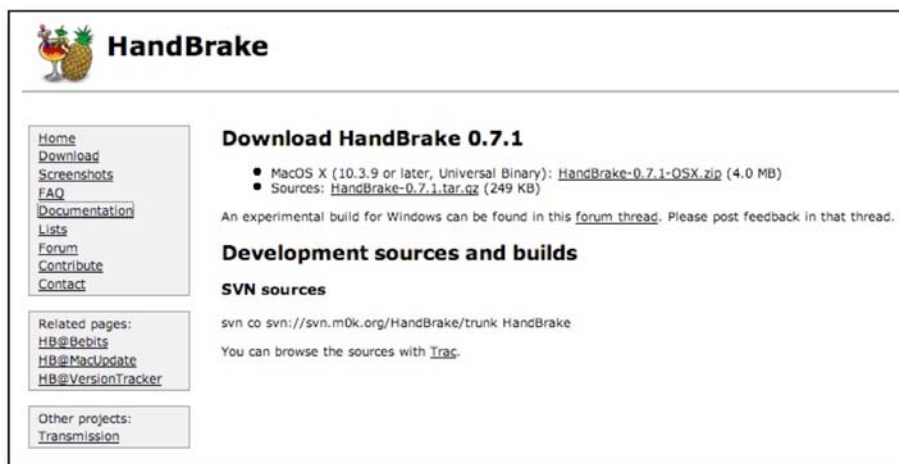 HandBrake
Home
Download
Screenshots
FAQ
Documentation
Lists
Forum
Contribute
Contact
Related pages:
HB@Bebits
HB@MacUpdate
HB@VersionTracker
Other projects:
Transmission
Download HandBrake 0.7.1
MacOS X (10.3.9 or later, Universal Binary): HandBrake-0.7.1-OSX.zip (4.0 MB)
Sources: HandBrake-0.7.1.tar.gz (249 KB)
An experimental build for Windows can be found in this forum thread. Please post feedback in that thread.
Development sources and builds
SVN sources
svn co svn://svn.m0k.org/HandBrake/trunk HandBrake
You can browse the sources with Trac.